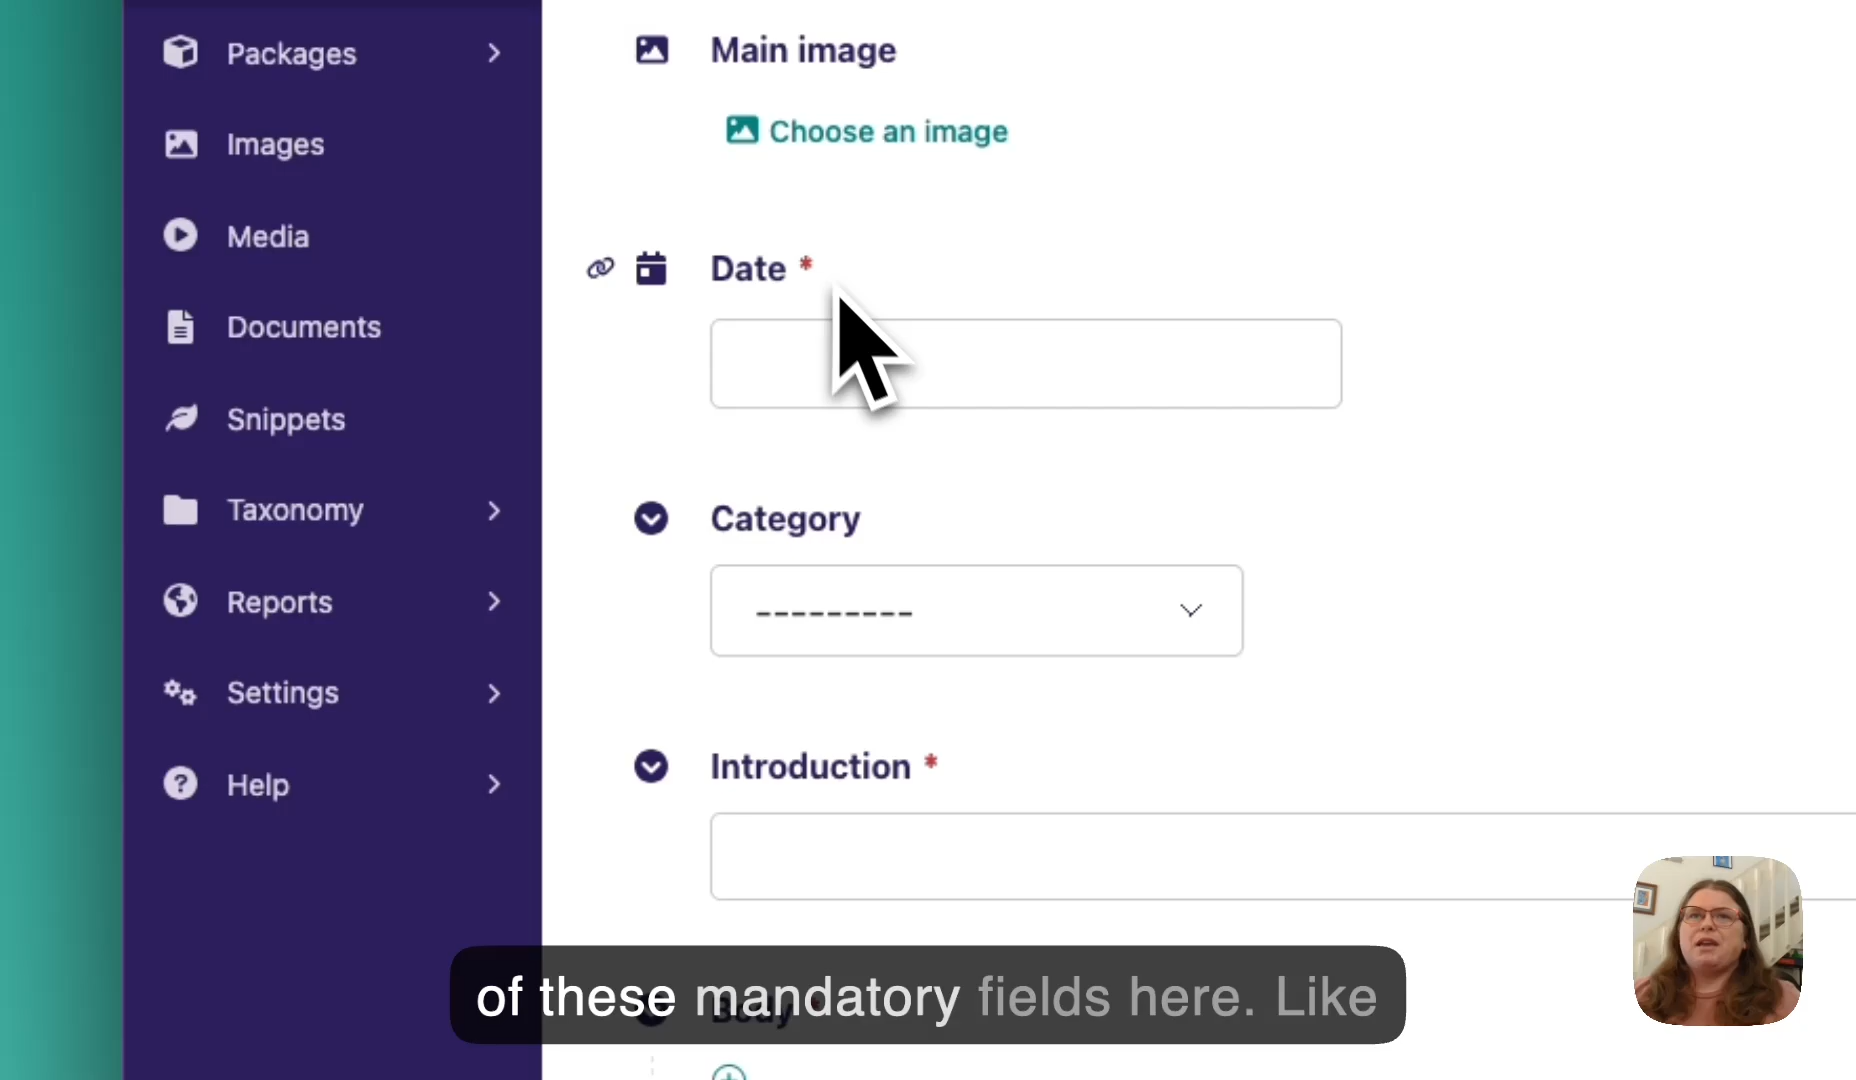 Packages
Images
Media
Documents
Snippets
Taxonomy
Reports
Settings
Help
Main image
Choose an image
Date *
Category
---------
Introduction *
Body *
of these mandatory fields here. Like